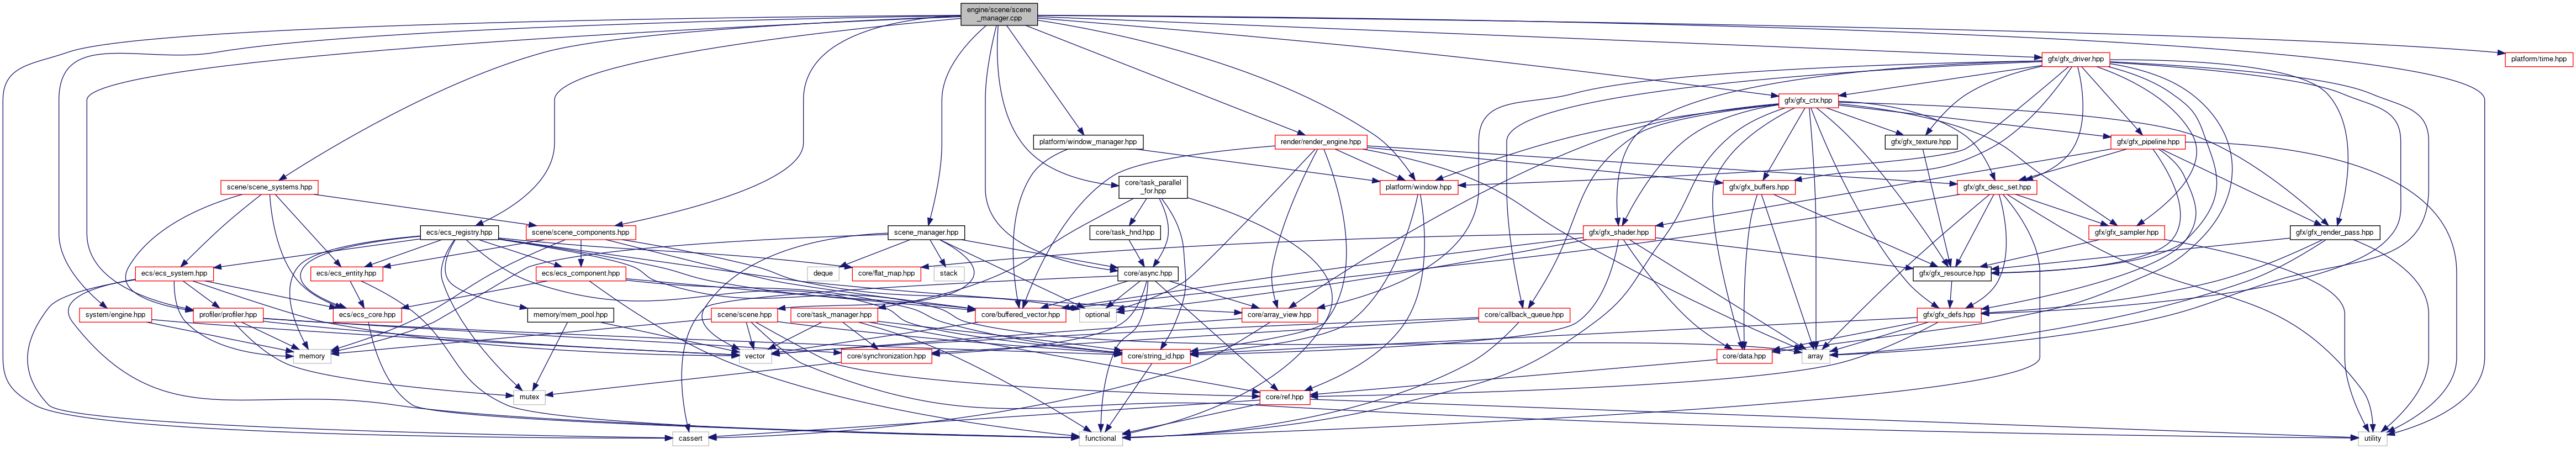 engine/scene/scene
_manager.cpp
gfx/gfx_driver.hpp
platform/time.hpp
gfx/gfx_ctx.hpp
platform/window_manager.hpp
render/render_engine.hpp
gfx/gfx_texture.hpp
gfx/gfx_pipeline.hpp
scene/scene_systems.hpp
core/task_parallel
_for.hpp
platform/window.hpp
gfx/gfx_buffers.hpp
gfx/gfx_desc_set.hpp
ecs/ecs_registry.hpp
scene/scene_components.hpp
scene_manager.hpp
core/task_hnd.hpp
gfx/gfx_shader.hpp
gfx/gfx_sampler.hpp
gfx/gfx_render_pass.hpp
ecs/ecs_system.hpp
ecs/ecs_entity.hpp
ecs/ecs_component.hpp
deque
core/flat_map.hpp
stack
core/async.hpp
gfx/gfx_resource.hpp
system/engine.hpp
profiler/profiler.hpp
ecs/ecs_core.hpp
memory/mem_pool.hpp
scene/scene.hpp
core/task_manager.hpp
core/buffered_vector.hpp
optional
core/array_view.hpp
core/callback_queue.hpp
gfx/gfx_defs.hpp
memory
vector
core/synchronization.hpp
core/string_id.hpp
core/data.hpp
array
mutex
core/ref.hpp
cassert
functional
utility